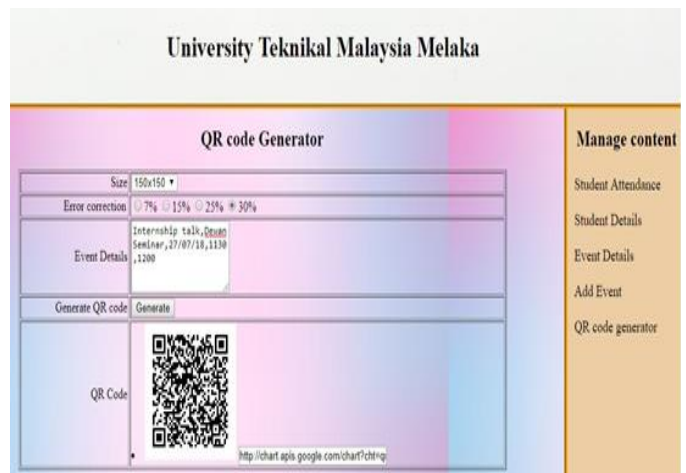 University Teknikal Malaysia Melaka
QR code Generator
Size 150x150
Error correction 7% 15% 25% 30%
Event Details Internship talk,Dewan
Seminar,27/07/18,1130
,1200
Generate QR code Generate
QR Code
http://chart.apis.google.com/chart?cht=q
Manage content
Student Attendance
Student Details
Event Details
Add Event
QR code generator